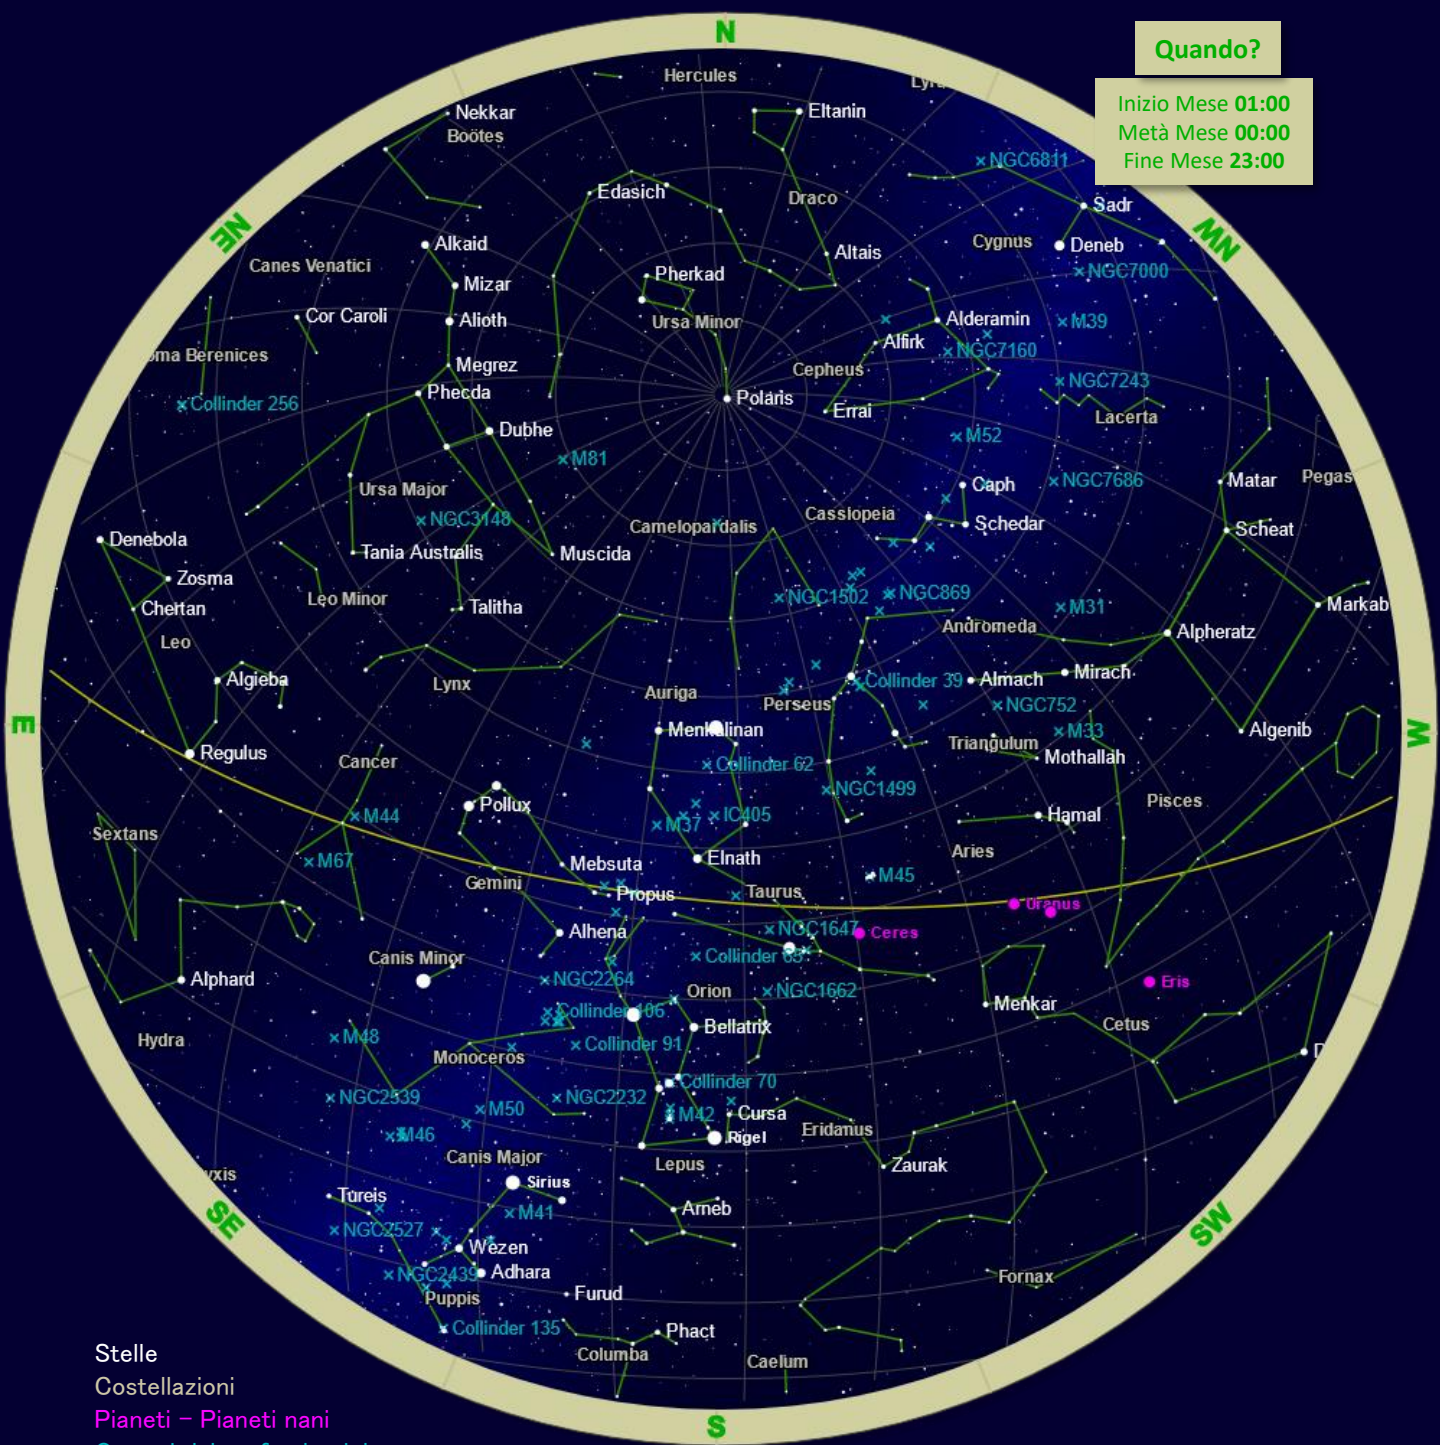 N
Quando?
Inizio Mese 01:00
Metà Mese 00:00
Fine Mese 23:00
Hercules
Nekkar
Boötes
Eltanin
NGC6811
Edasich
Draco
Sadr
NE
NW
Alkaid
Cygnus
Deneb
Altais
Canes Venatici
Pherkad
NGC7000
Mizar
Cor Caroli
Alioth
Ursa Minor
Alderamin
M39
Alfirk
NGC7160
oma Berenices
Megrez
Cepheus
NGC7243
Phecda
Polaris
Collinder 256
Errai
Lacerta
Dubhe
M52
M81
Matar
Pegas
NGC7686
Caph
Ursa Major
NGC3148
Camelopardalis
Cassiopeia
Schedar
Scheat
Denebola
Tania Australis
Muscida
Zosma
NGC1502
NGC869
Leo Minor
Talitha
M31
Markab
Chertan
Andromeda
Alpheratz
Leo
Algieba
Lynx
Auriga
Collinder 39
Almach
Mirach
Perseus
NGC752
E
W
Menkalinan
M33
Algenib
Triangulum
Regulus
Cancer
Collinder 62
Mothallah
NGC1499
Pollux
Pisces
M44
M37
IC405
Hamal
Sextans
M67
Mebsuta
Elnath
Aries
Gemini
Propus
Taurus
M45
Uranus
Alhena
NGC1647
Ceres
Canis Minor
Collinder 65
Alphard
NGC2264
Orion
NGC1662
Eris
Collinder 106
Menkar
Bellatrix
Cetus
M48
Hydra
Collinder 91
Monoceros
D
Collinder 70
NGC2539
NGC2232
M50
M42
Cursa
M46
Rigel
Eridanus
Canis Major
Lepus
Zaurak
yxis
Sirius
Tureis
M41
Arneb
SE
SW
NGC2527
Wezen
NGC2439
Adhara
Fornax
Puppis
Furud
Collinder 135
Phact
Columba
Caelum
Stelle
Costellazioni
Pianeti – Pianeti nani
S